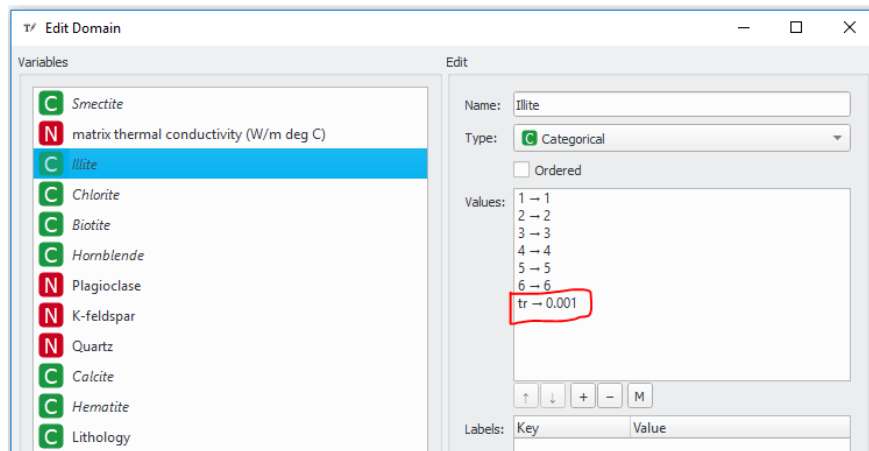 Edit Domain
Variables
C Smectite
N matrix thermal conductivity (W/m deg C)
C Illite
C Chlorite
C Biotite
C Hornblende
N Plagioclase
N K-feldspar
N Quartz
C Calcite
C Hematite
C Lithology
Edit
Name: Illite
Type: C Categorical
Ordered
Values: 1 → 1
2 → 2
3 → 3
4 → 4
5 → 5
6 → 6
tr → 0.001
↑ ↓ + − M
Labels: Key Value